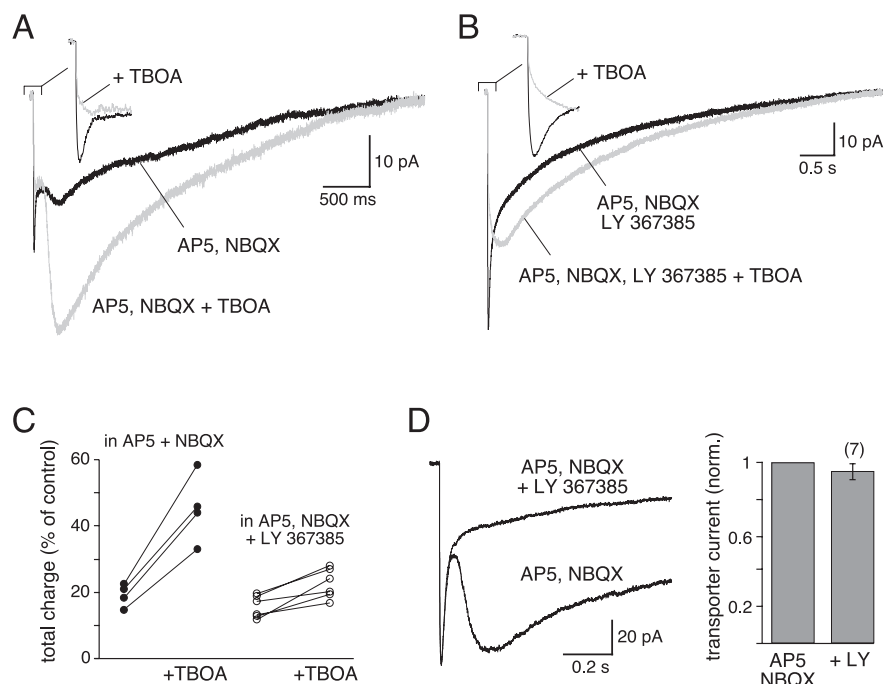 A
+ TBOA
10 pA
500 ms
AP5, NBQX
AP5, NBQX + TBOA
B
+ TBOA
10 pA
0.5 s
AP5, NBQX
LY 367385
AP5, NBQX, LY 367385 + TBOA
C
total charge (% of control)
in AP5 + NBQX
60
40
20
0
in AP5, NBQX
+ LY 367385
+TBOA
+TBOA
D
AP5, NBQX
+ LY 367385
AP5, NBQX
20 pA
0.2 s
transporter current (norm.)
(7)
1
0.6
0.2
AP5
NBQX
+ LY